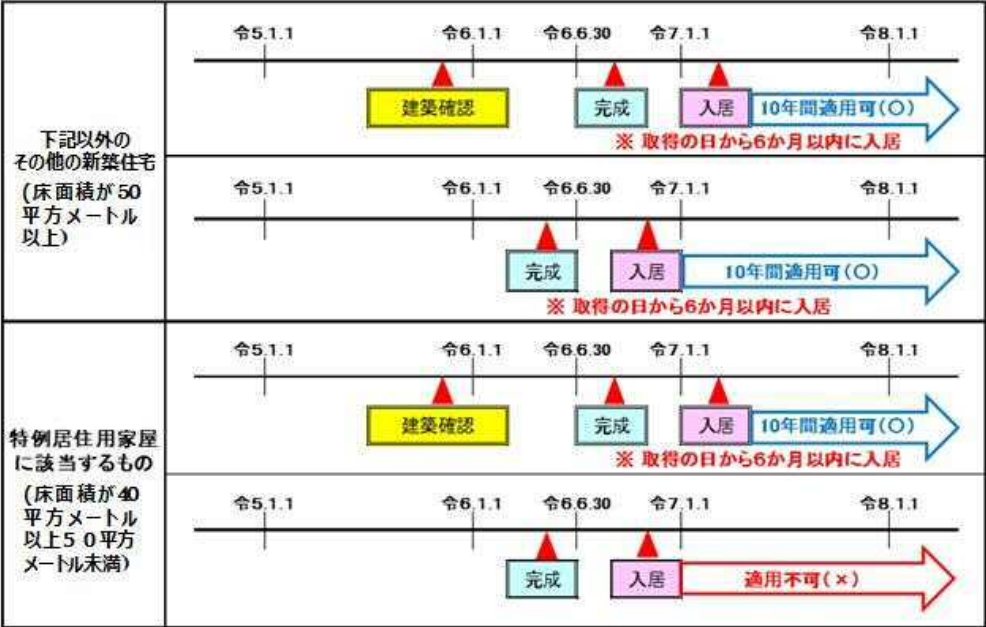 令5.1.1 令6.1.1 令6.6.30 令7.1.1 令8.1.1
建築確認 完成 入居 10年間適用可(○)
※ 取得の日から6か月以内に入居
下記以外の
その他の新築住宅
(床面積が50
平方メートル
以上)
令5.1.1 令6.1.1 令6.6.30 令7.1.1 令8.1.1
完成 入居 10年間適用可(○)
※ 取得の日から6か月以内に入居
令5.1.1 令6.1.1 令6.6.30 令7.1.1 令8.1.1
建築確認 完成 入居 10年間適用可(○)
※ 取得の日から6か月以内に入居
特例居住用家屋
に該当するもの
(床面積が40
平方メートル
以上50平方
メートル未満)
令5.1.1 令6.1.1 令6.6.30 令7.1.1 令8.1.1
完成 入居 適用不可(×)